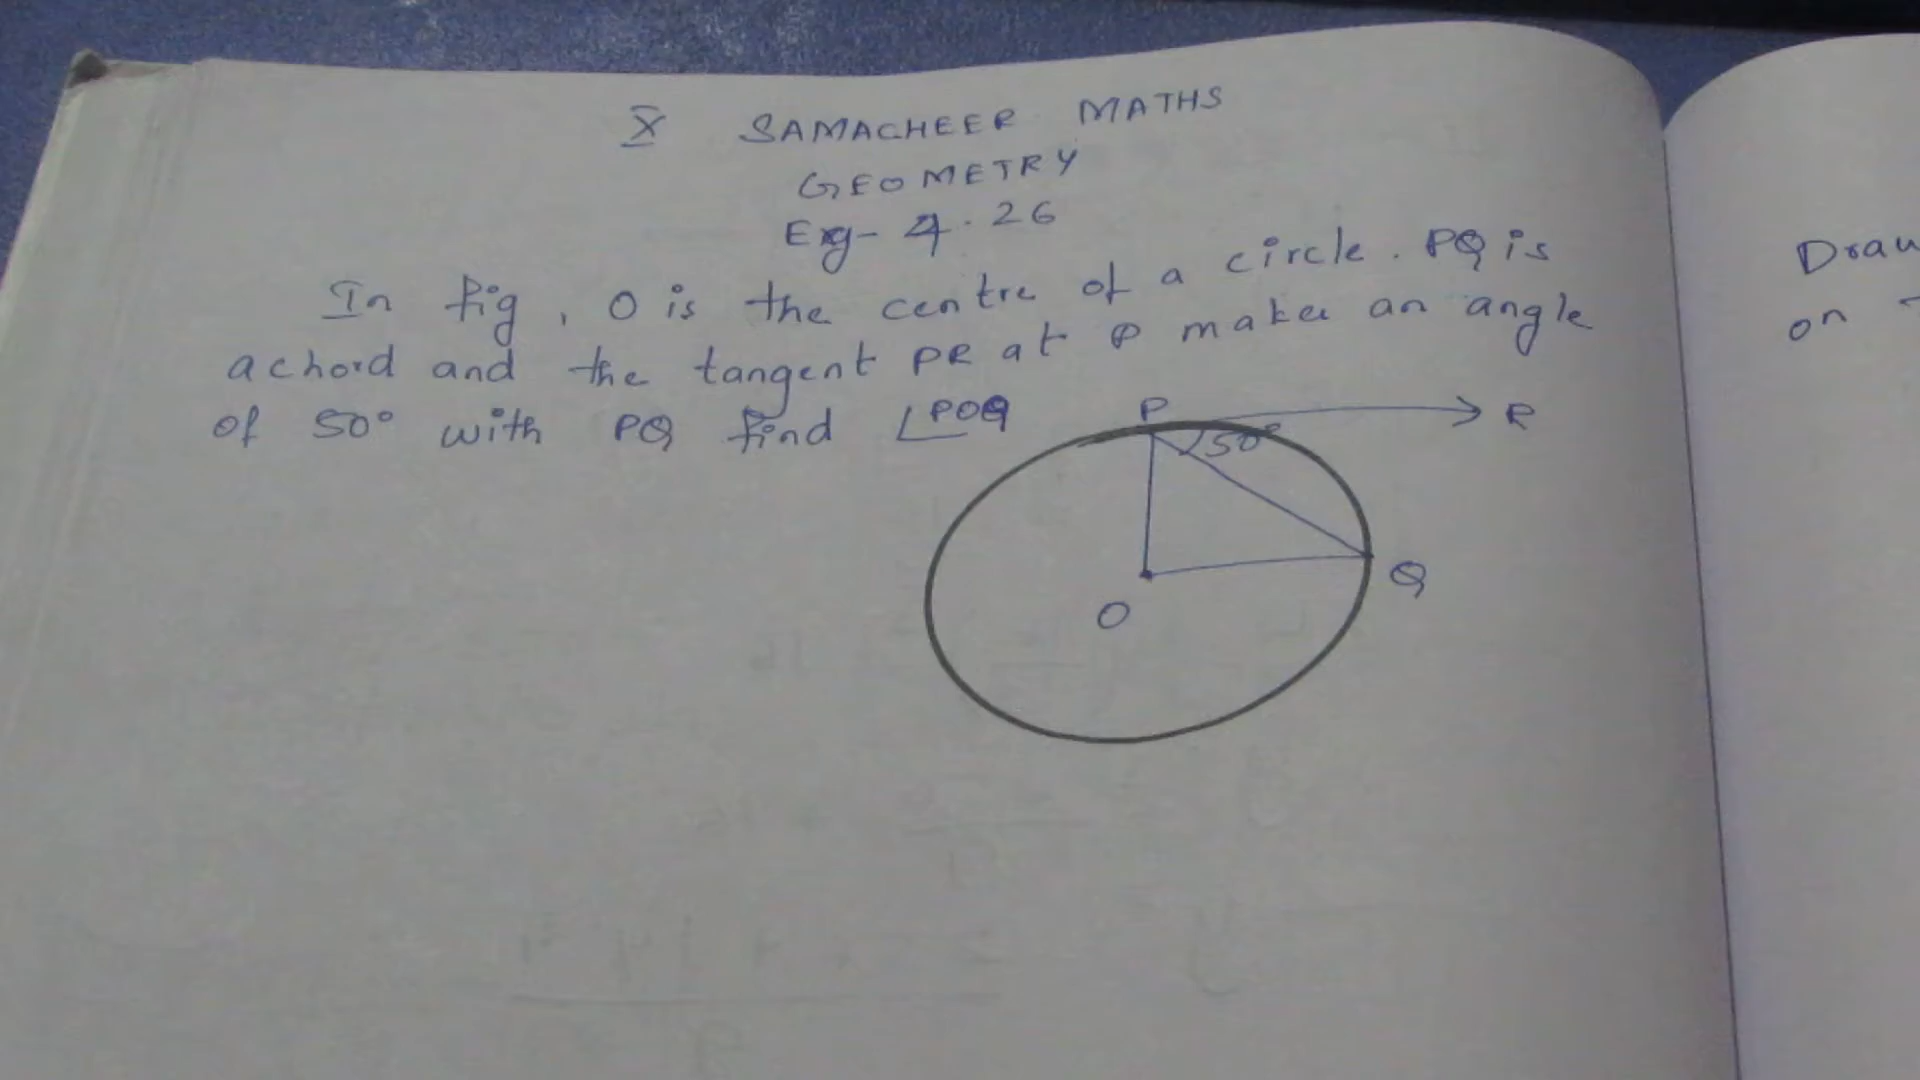 X SAMACHEER MATHS
GEOMETRY
Eg- 4.26
In fig, O is the centre of a circle. PQ is
a chord and the tangent PR at P makes an angle
of 50° with PQ find ∠POQ
P
R
50°
Q
O
Draw
on